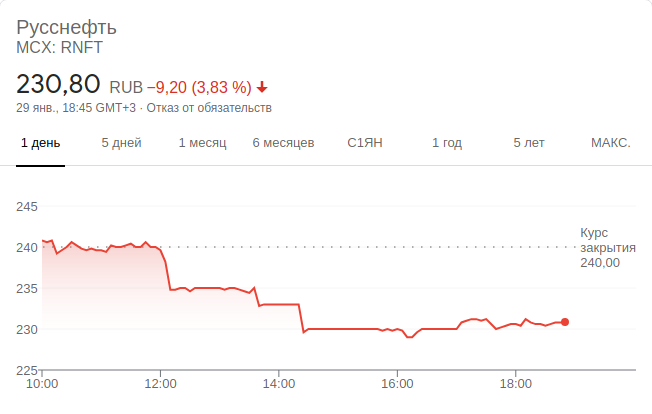 Русснефть
MCX: RNFT
230,80 RUB −9,20 (3,83 %)
29 янв., 18:45 GMT+3 · Отказ от обязательств
1 день 5 дней 1 месяц 6 месяцев С1ЯН 1 год 5 лет МАКС.
245
240
235
230
225
Курс
закрытия
240,00
10:00 12:00 14:00 16:00 18:00